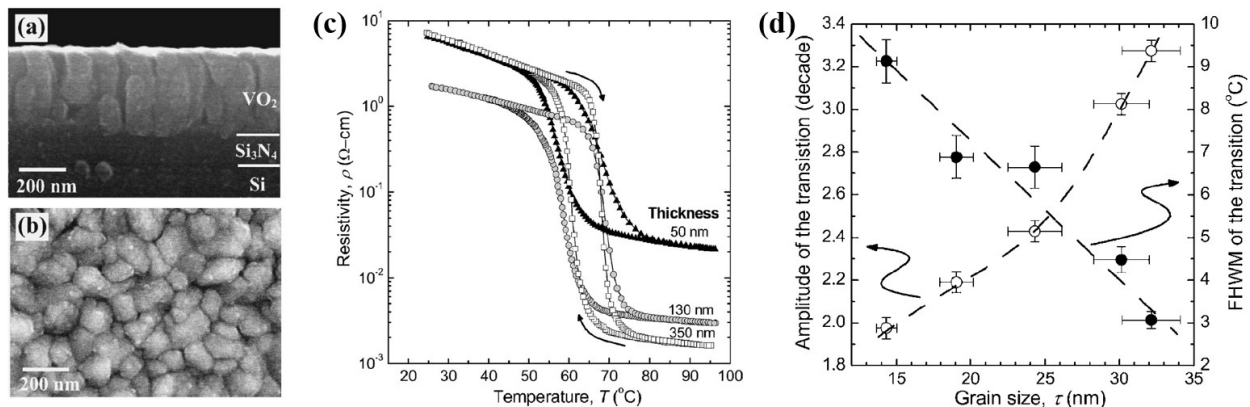 (a)
VO2
Si3N4
200 nm
Si
(b)
200 nm
(c)
Resistivity, ρ (Ω–cm)
10^1
10^0
10^-1
10^-2
10^-3
Thickness
50 nm
130 nm
350 nm
20 30 40 50 60 70 80 90 100
Temperature, T (°C)
(d)
Amplitude of the transistion (decade)
3.4
3.2
3.0
2.8
2.6
2.4
2.2
2.0
1.8
15 20 25 30 35
Grain size, τ (nm)
10
9
8
7
6
5
4
3
2
FHWM of the transition (°C)